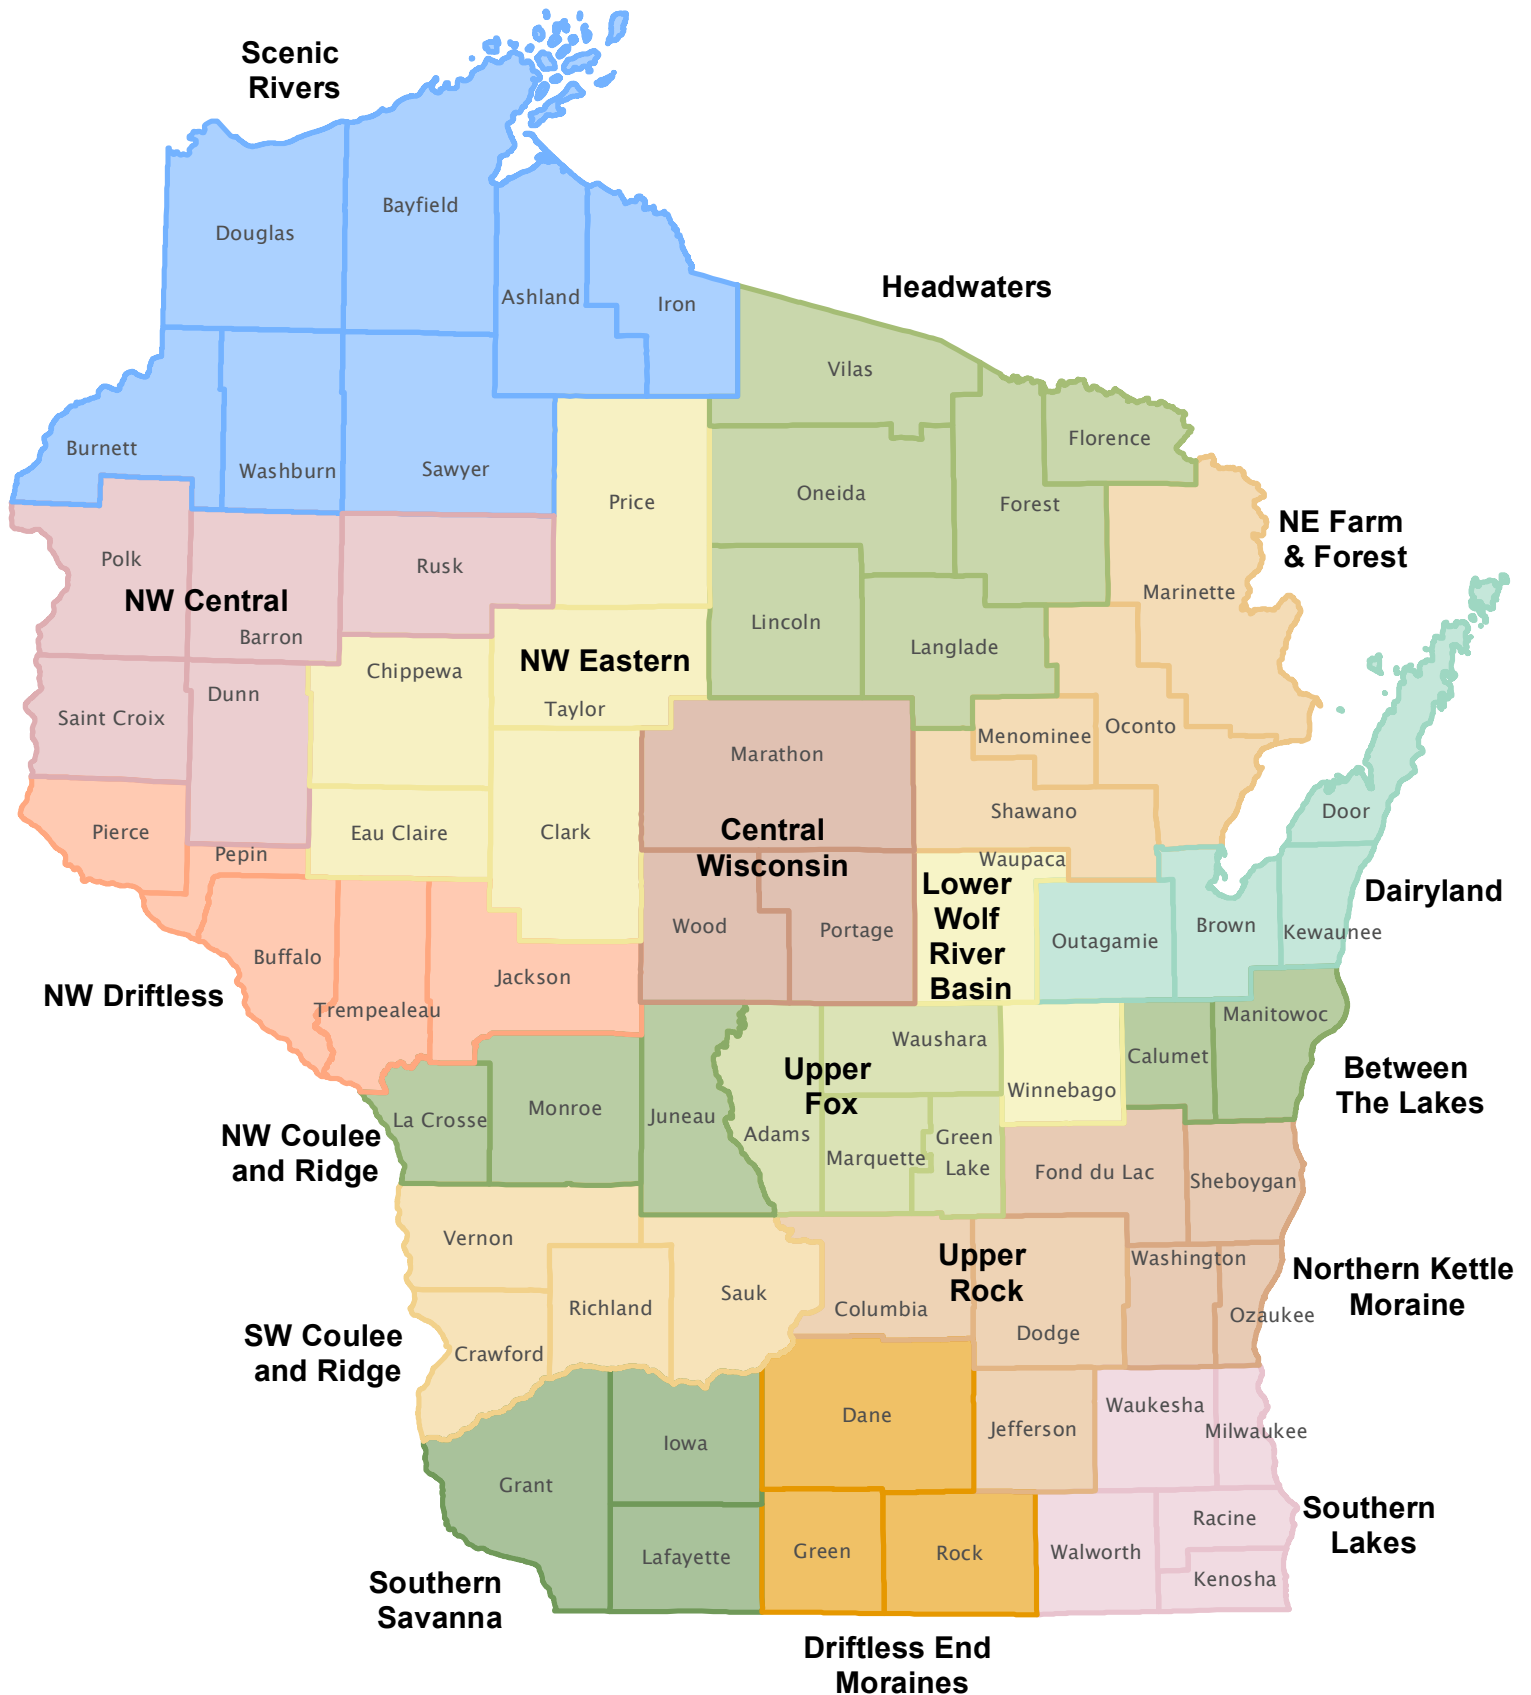 Scenic
Rivers
Bayfield
Douglas
Ashland
Iron
Headwaters
Vilas
Florence
Burnett
Washburn
Sawyer
Price
Oneida
Forest
NE Farm
& Forest
Polk
Rusk
NW Central
Barron
Marinette
Lincoln
Langlade
Chippewa
NW Eastern
Taylor
Dunn
Saint Croix
Marathon
Menominee
Oconto
Shawano
Door
Pierce
Pepin
Eau Claire
Clark
Central
Wisconsin
Waupaca
Lower
Wolf
River
Basin
Dairyland
Wood
Portage
Outagamie
Brown
Kewaunee
Buffalo
Jackson
NW Driftless
Trempealeau
Manitowoc
Waushara
Calumet
Upper
Fox
Winnebago
Between
The Lakes
La Crosse
Monroe
Juneau
Adams
Marquette
Green
Lake
NW Coulee
and Ridge
Fond du Lac
Sheboygan
Vernon
Upper
Rock
Washington
Northern Kettle
Moraine
Richland
Sauk
Columbia
Dodge
Ozaukee
SW Coulee
and Ridge
Crawford
Dane
Jefferson
Waukesha
Milwaukee
Iowa
Grant
Southern
Lakes
Racine
Lafayette
Green
Rock
Walworth
Kenosha
Southern
Savanna
Driftless End
Moraines